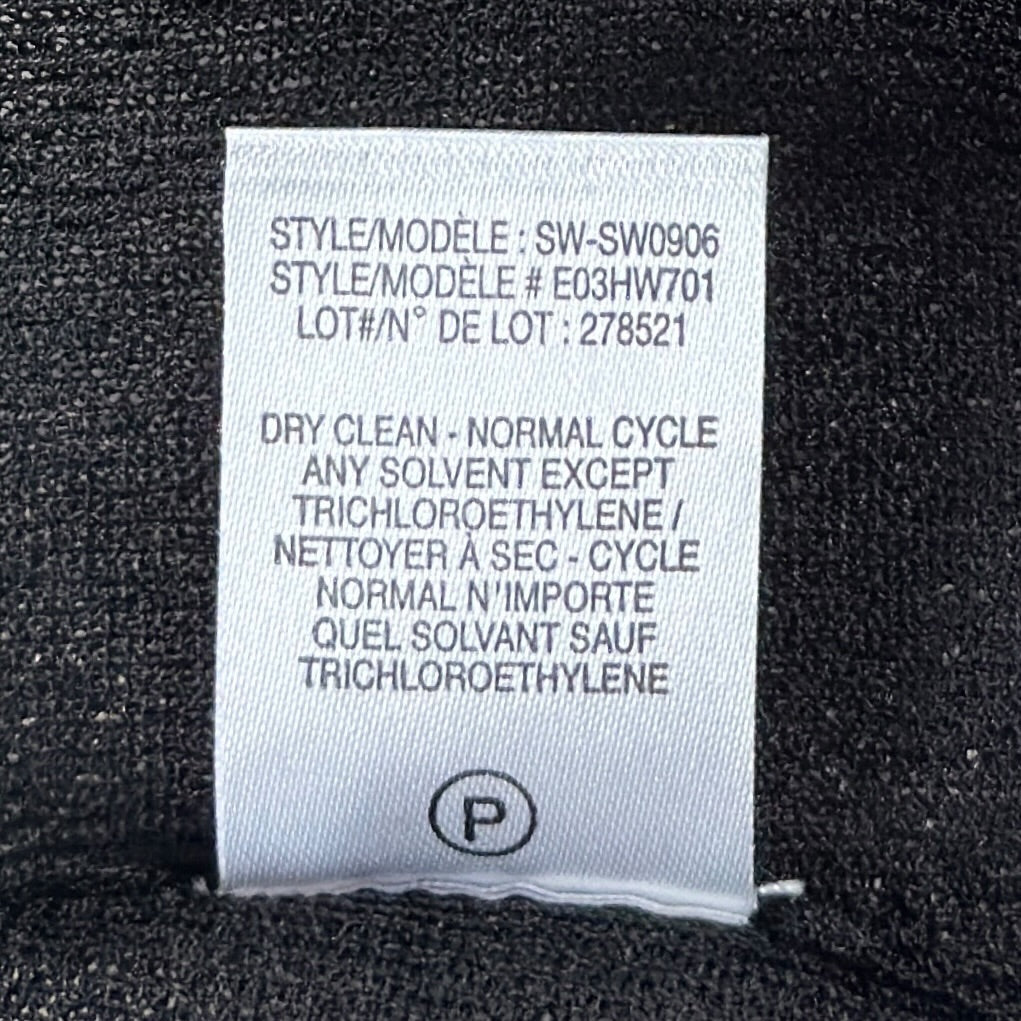 STYLE/MODÈLE : SW-SW0906
STYLE/MODÈLE # E03HW701
LOT#/N° DE LOT : 278521
DRY CLEAN - NORMAL CYCLE
ANY SOLVENT EXCEPT
TRICHLOROETHYLENE /
NETTOYER À SEC - CYCLE
NORMAL N'IMPORTE
QUEL SOLVANT SAUF
TRICHLOROETHYLENE
P